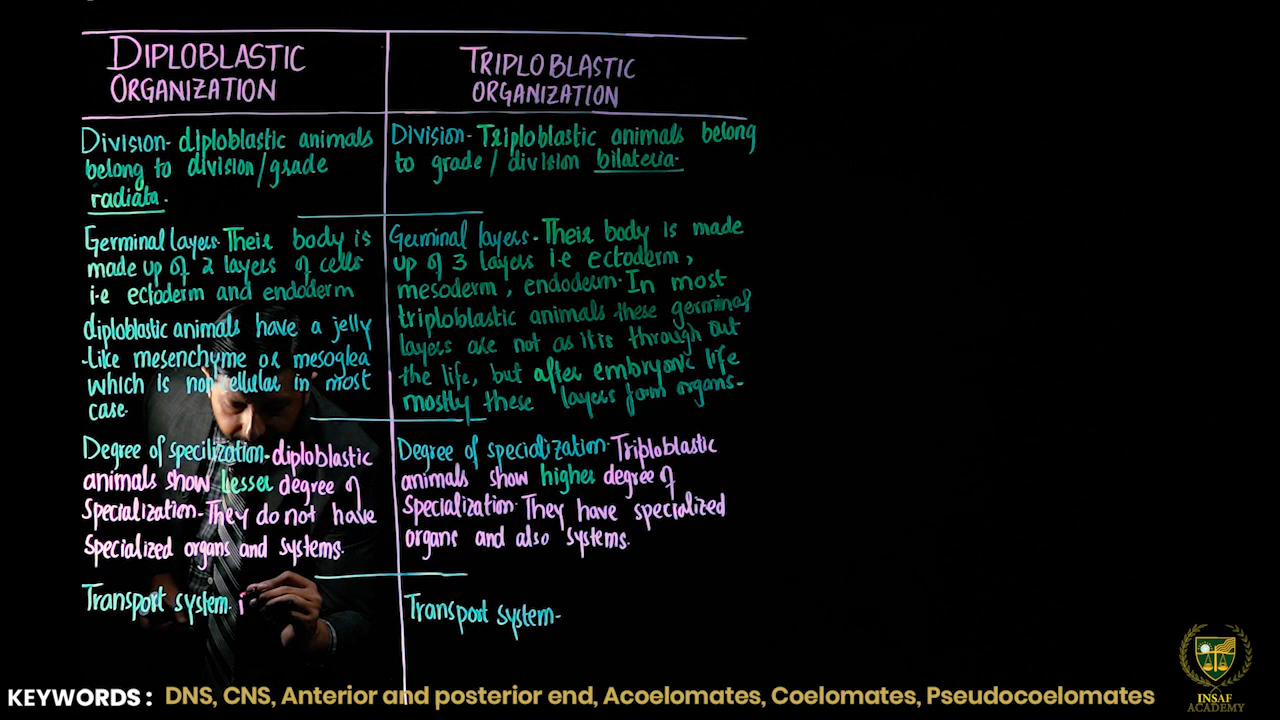 DIPLOBLASTIC
ORGANIZATION
Division- diploblastic animals
belong to division/grade
radiata.
Germinal layers- Their body is
made up of 2 layers of cells
i.e ectoderm and endoderm
diploblastic animals have a jelly
-like mesenchyme or mesoglea
which is non cellular in most
case.
Degree of specilization- diploblastic
animals show lesser degree of
Specialization- They do not have
Specialized organs and systems.
Transport system- i
TRIPLOBLASTIC
ORGANIZATION
Division- Triploblastic animals belong
to grade / division bilateria-
Germinal layers- Their body is made
up of 3 layers i.e ectoderm,
mesoderm, endoderm. In most
triploblastic animals these germinal
layers are not as it is through out
the life, but after embryonic life
mostly these layers form organs-
Degree of specialization- Triploblastic
animals show higher degree of
Specialization. They have specialized
organs and also systems.
Transport system-
KEYWORDS : DNS, CNS, Anterior and posterior end, Acoelomates, Coelomates, Pseudocoelomates
INSAF
ACADEMY